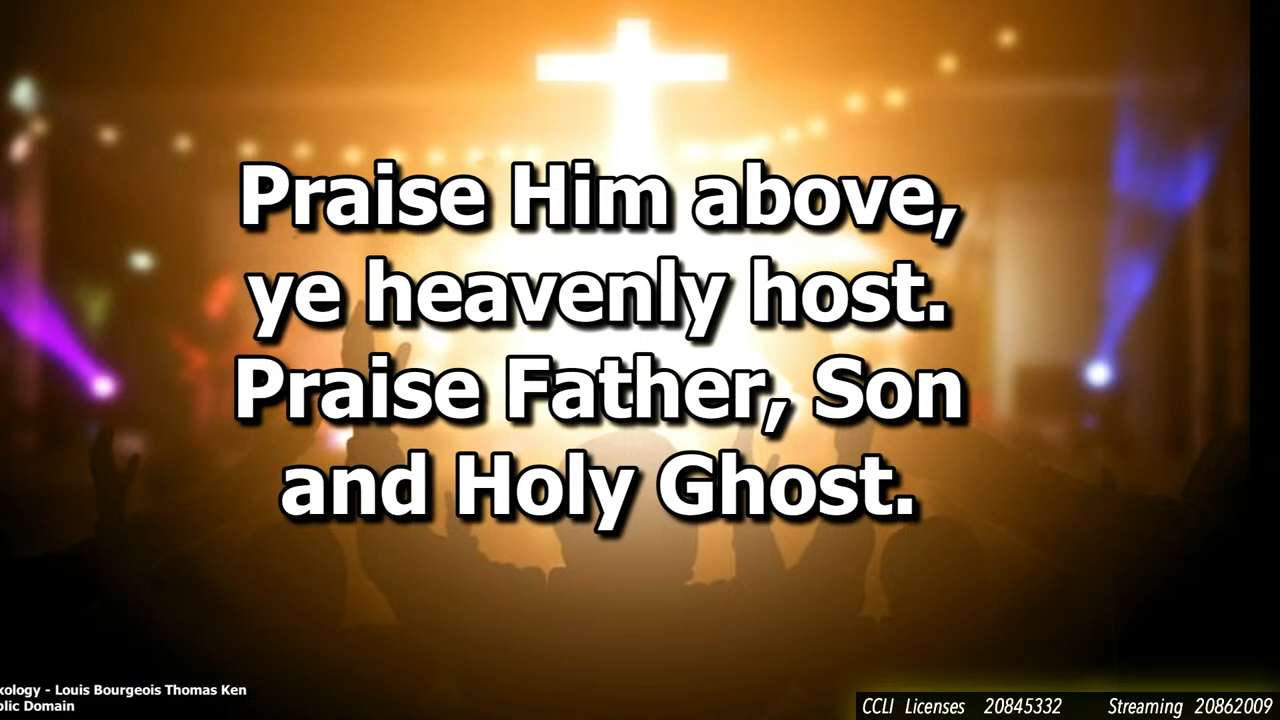 Praise Him above,
ye heavenly host.
Praise Father, Son
and Holy Ghost.
xology - Louis Bourgeois Thomas Ken
blic Domain
CCLI Licenses 20845332 Streaming 20862009